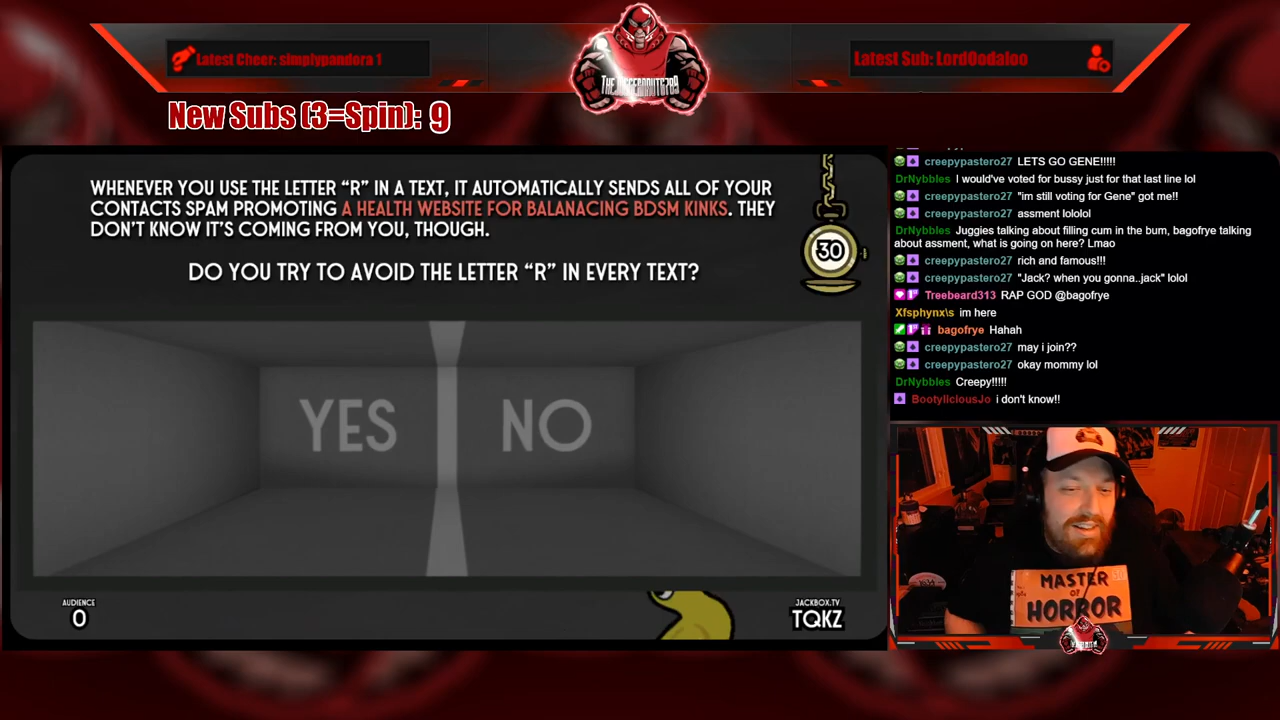 Latest Cheer: simplypandora 1
THEJUGGERNAUT6789
Latest Sub: LordOodaloo
New Subs (3=Spin): 9
WHENEVER YOU USE THE LETTER “R” IN A TEXT, IT AUTOMATICALLY SENDS ALL OF YOUR
CONTACTS SPAM PROMOTING A HEALTH WEBSITE FOR BALANACING BDSM KINKS. THEY
DON’T KNOW IT’S COMING FROM YOU, THOUGH.
DO YOU TRY TO AVOID THE LETTER “R” IN EVERY TEXT?
30
YES
NO
AUDIENCE
0
JACKBOX.TV
TQKZ
creepypastero27 LETS GO GENE!!!!!
DrNybbles I would've voted for bussy just for that last line lol
creepypastero27 "im still voting for Gene" got me!!
creepypastero27 assment lololol
DrNybbles Juggies talking about filling cum in the bum, bagofrye talking
about assment, what is going on here? Lmao
creepypastero27 rich and famous!!!
creepypastero27 "Jack? when you gonna..jack" lolol
Treebeard313 RAP GOD @bagofrye
Xfsphynx\s im here
bagofrye Hahah
creepypastero27 may i join??
creepypastero27 okay mommy lol
DrNybbles Creepy!!!!!
BootyliciousJo i don't know!!
MASTER
OF
HORROR